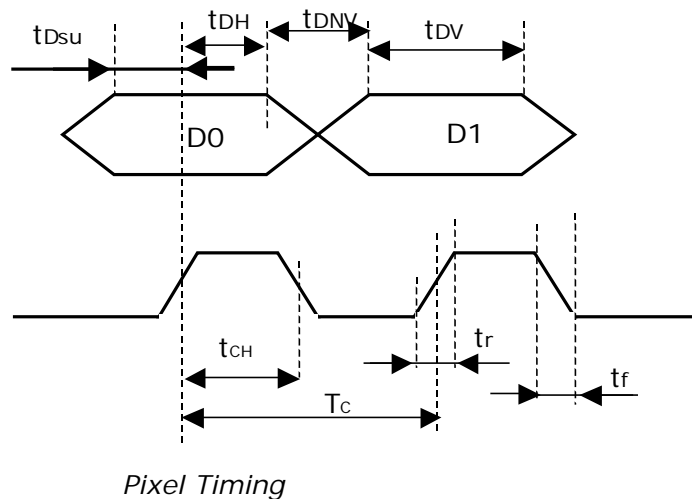 tDsu tDH tDNV tDV
D0 D1
tCH tr
TC tf
Pixel Timing